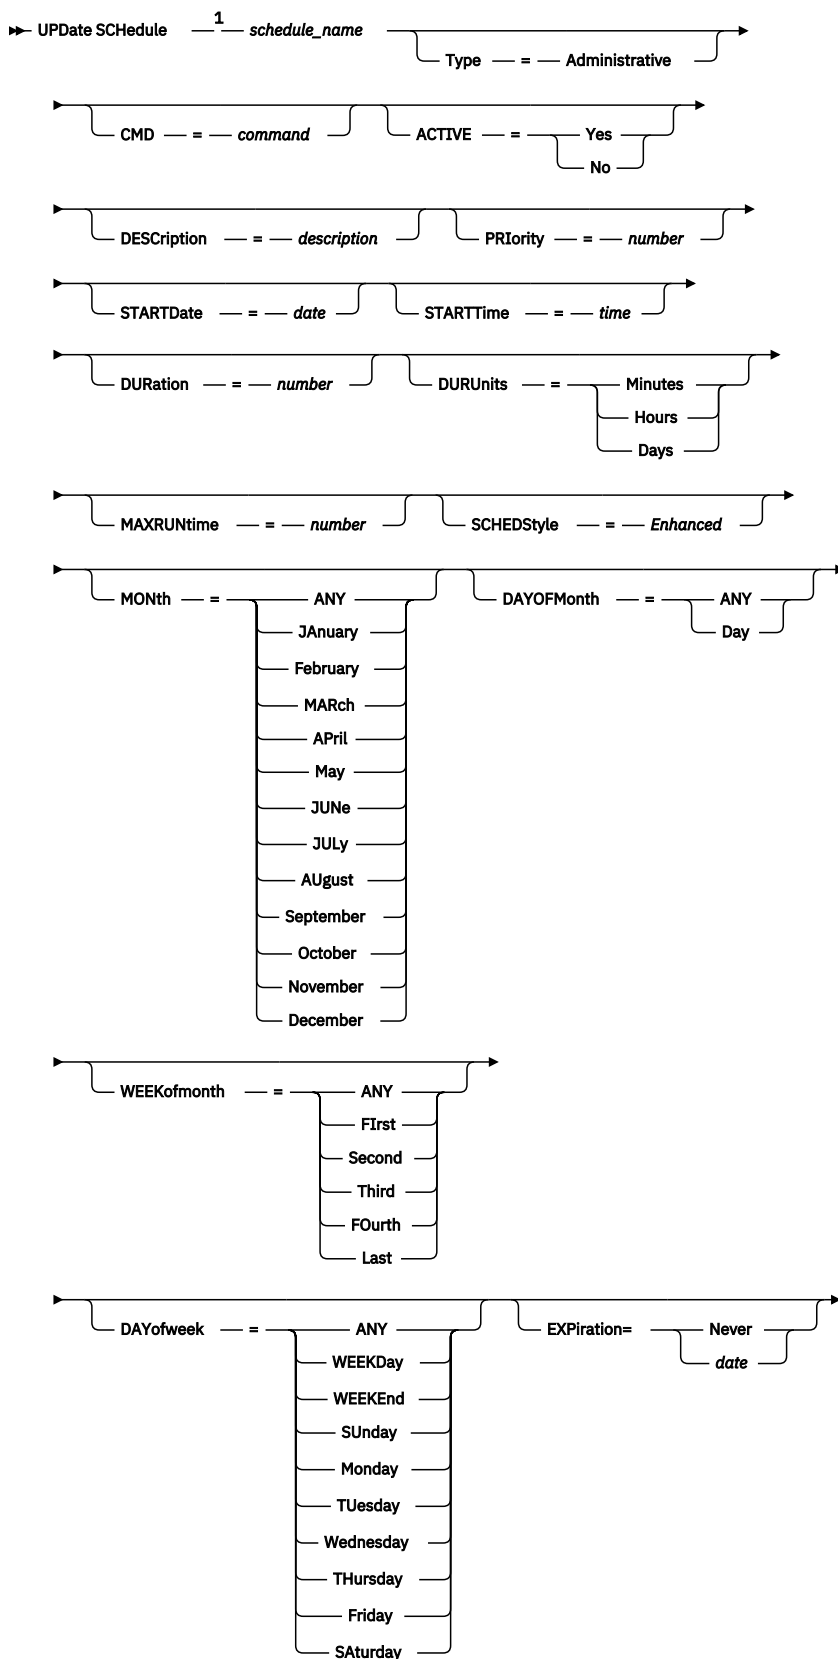 1
UPDate SCHedule — schedule_name
Type = Administrative
CMD = command ACTIVE = Yes
No
DESCription = description PRIority = number
STARTDate = date STARTTime = time
DURation = number DURUnits = Minutes
Hours
Days
MAXRUNtime = number SCHEDStyle = Enhanced
MONth = ANY DAYOFMonth = ANY
JAnuary Day
February
MARch
APril
May
JUNe
JULy
AUgust
September
October
November
December
WEEKofmonth = ANY
FIrst
Second
Third
FOurth
Last
DAYofweek = ANY EXPiration= Never
WEEKDay date
WEEKEnd
SUnday
Monday
TUesday
Wednesday
THursday
Friday
SAturday